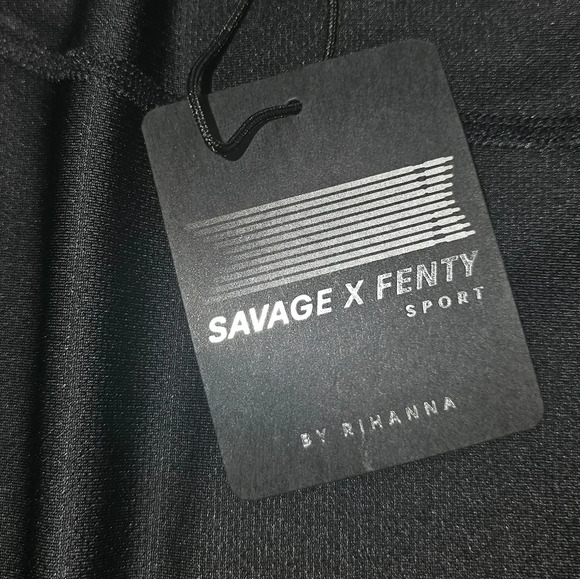 SAVAGE X FENTY
SPORT
BY RIHANNA